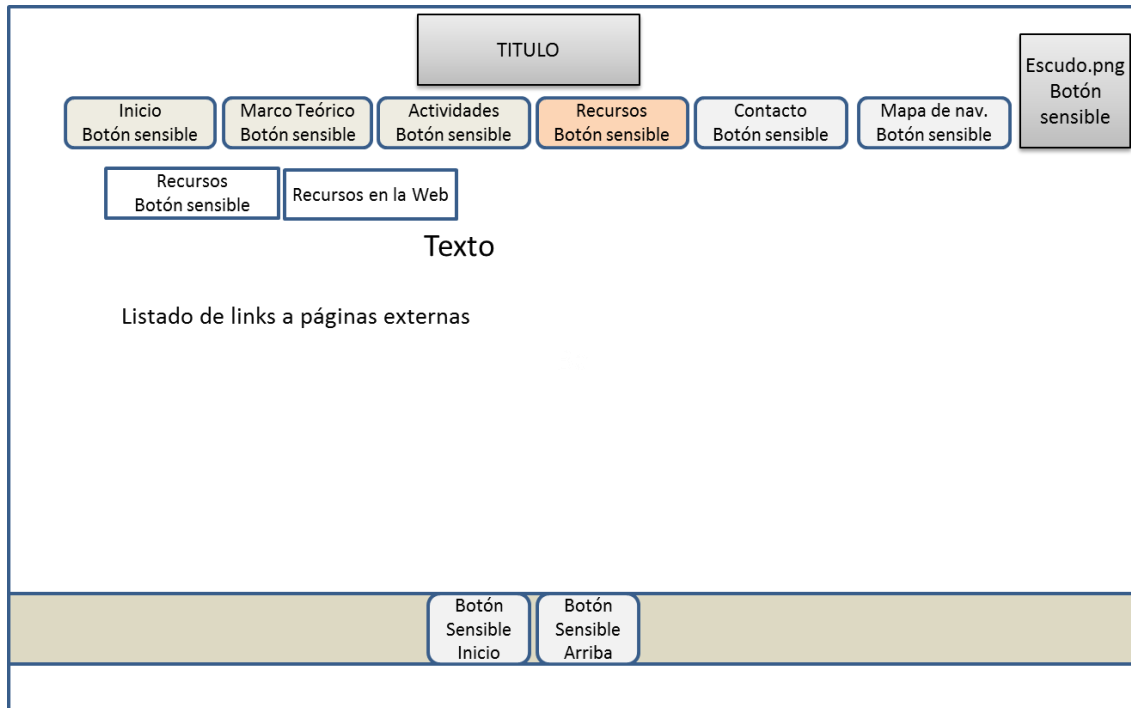 TITULO
Escudo.png
Botón
sensible
Inicio
Botón sensible
Marco Teórico
Botón sensible
Actividades
Botón sensible
Recursos
Botón sensible
Contacto
Botón sensible
Mapa de nav.
Botón sensible
Recursos
Botón sensible
Recursos en la Web
Texto
Listado de links a páginas externas
Botón
Sensible
Inicio
Botón
Sensible
Arriba